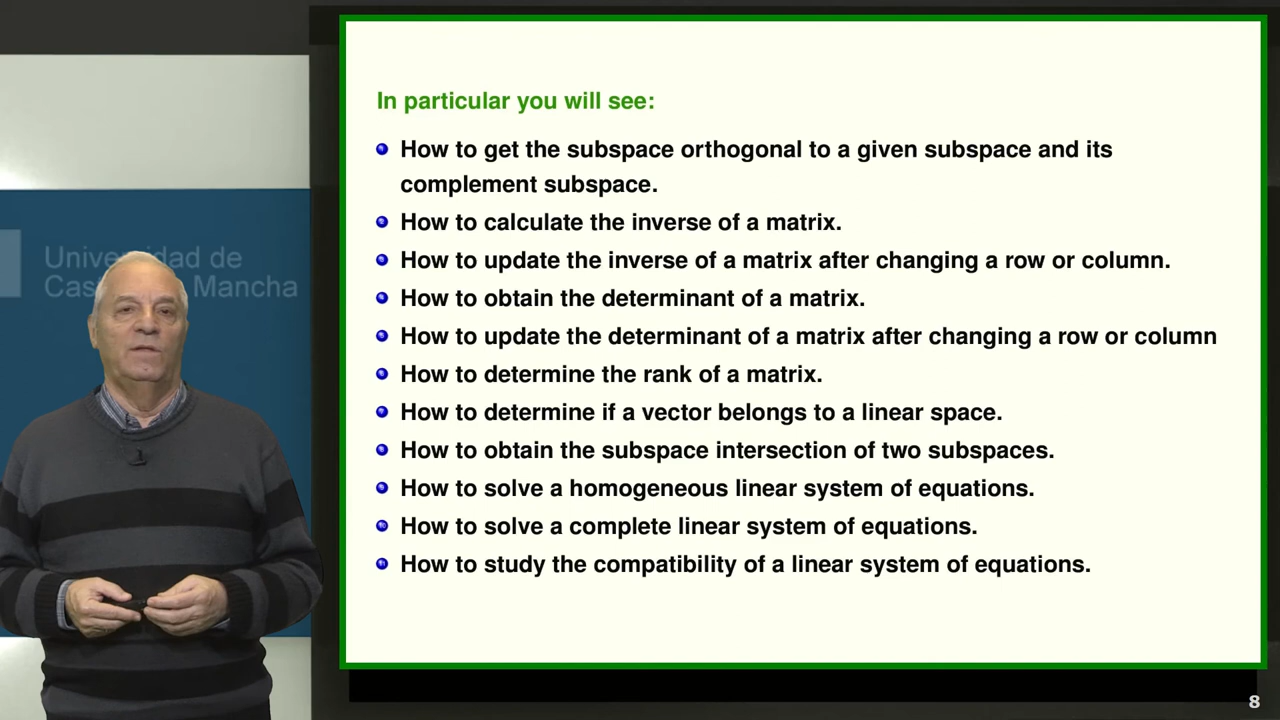 Universidad de
Cas Mancha
In particular you will see:
How to get the subspace orthogonal to a given subspace and its
complement subspace.
How to calculate the inverse of a matrix.
How to update the inverse of a matrix after changing a row or column.
How to obtain the determinant of a matrix.
How to update the determinant of a matrix after changing a row or column
How to determine the rank of a matrix.
How to determine if a vector belongs to a linear space.
How to obtain the subspace intersection of two subspaces.
How to solve a homogeneous linear system of equations.
How to solve a complete linear system of equations.
How to study the compatibility of a linear system of equations.
8